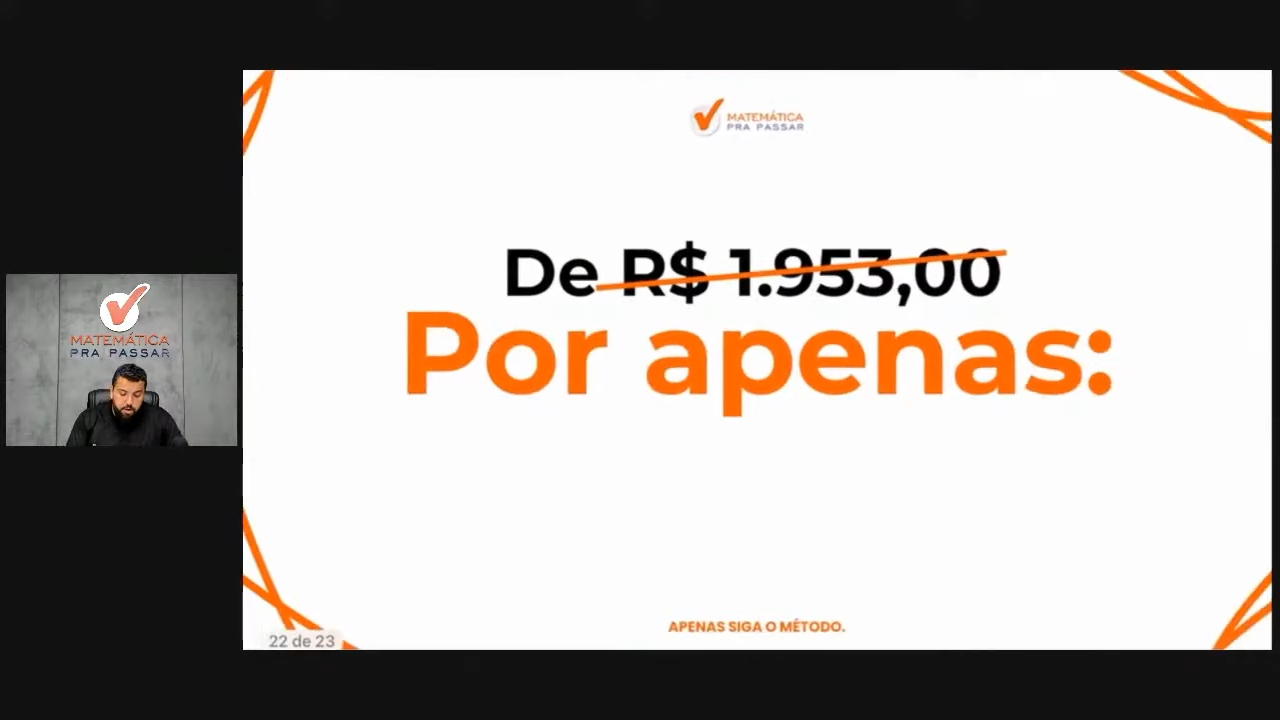 MATEMÁTICA
PRA PASSAR
De R$ 1.953,00
Por apenas:
MATEMÁTICA
PRA PASSAR
APENAS SIGA O MÉTODO.
22 de 23